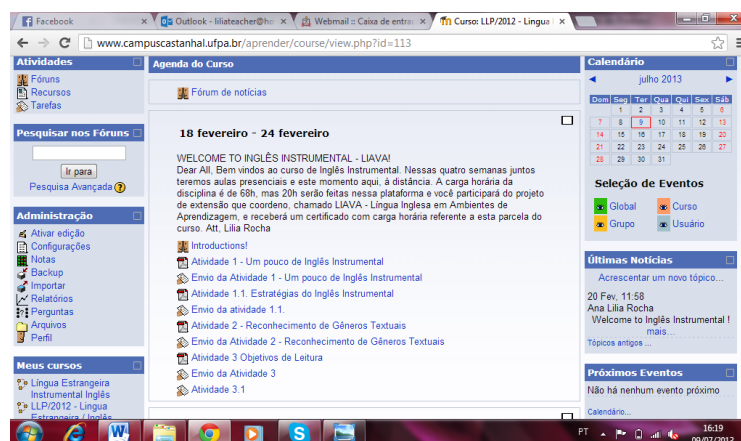 Facebook
Outlook - liliateacher@ho
Webmail :: Caixa de entra
Curso: LLP/2012 - Lingua
www.campuscastanhal.ufpa.br/aprender/course/view.php?id=113
Atividades
Fóruns
Recursos
Tarefas
Pesquisar nos Fóruns
Ir para
Pesquisa Avançada
Administração
Ativar edição
Configurações
Notas
Backup
Importar
Relatórios
Perguntas
Arquivos
Perfil
Meus cursos
Língua Estrangeira
Instrumental Inglês
LLP/2012 - Lingua
Estrangeira / Inglês
Agenda do Curso
Fórum de notícias
18 fevereiro - 24 fevereiro
WELCOME TO INGLÊS INSTRUMENTAL - LIAVA!
Dear All, Bem vindos ao curso de Inglês Instrumental. Nessas quatro semanas juntos
teremos aulas presenciais e este momento aqui, à distância. A carga horária da
disciplina é de 68h, mas 20h serão feitas nessa plataforma e você participará do projeto
de extensão que coordeno, chamado LIAVA - Língua Inglesa em Ambientes de
Aprendizagem, e receberá um certificado com carga horária referente a esta parcela do
curso. Att, Lilia Rocha
Introductions!
Atividade 1 - Um pouco de Inglês Instrumental
Envio da Atividade 1 - Um pouco de Inglês Instrumental
Atividade 1.1. Estratégias do Inglês Instrumental
Envio da atividade 1.1.
Atividade 2 - Reconhecimento de Gêneros Textuais
Envio da Atividade 2 - Reconhecimento de Gêneros Textuais
Atividade 3 Objetivos de Leitura
Envio da Atividade 3
Atividade 3.1
Calendário
julho 2013
Dom Seg Ter Qua Qui Sex Sáb
1 2 3 4 5 6
7 8 9 10 11 12 13
14 15 16 17 18 19 20
21 22 23 24 25 26 27
28 29 30 31
Seleção de Eventos
Global Curso
Grupo Usuário
Últimas Notícias
Acrescentar um novo tópico...
20 Fev, 11:58
Ana Lilia Rocha
Welcome to Inglês Instrumental !
mais...
Tópicos antigos ...
Próximos Eventos
Não há nenhum evento próximo
Calendário...
PT
16:19
09/07/2013